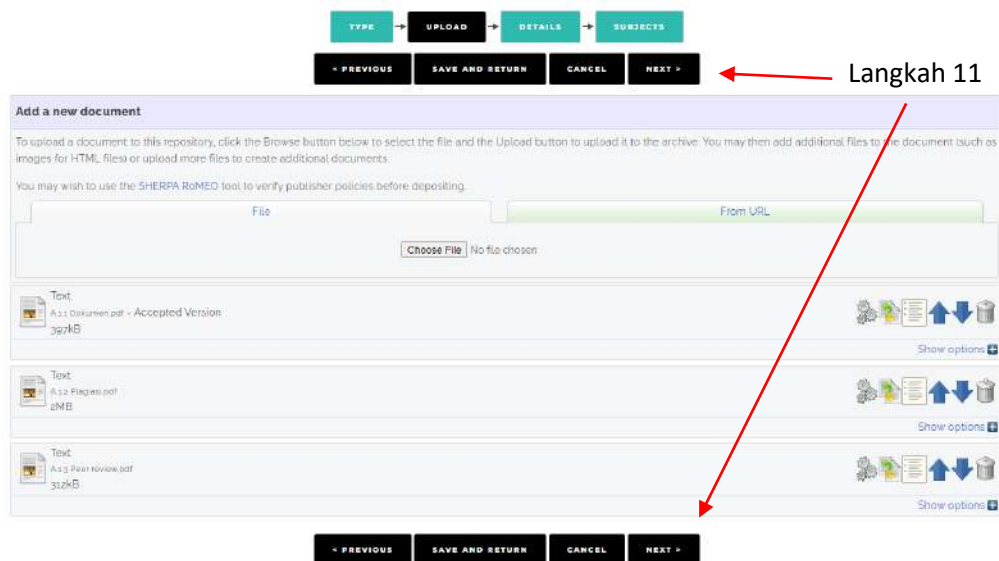 TYPE UPLOAD DETAILS SUBJECTS
< PREVIOUS SAVE AND RETURN CANCEL NEXT >
Langkah 11
Add a new document
To upload a document to this repository, click the Browse button below to select the file and the Upload button to upload it to the archive. You may then add additional files to the document (such as
images for HTML files) or upload more files to create additional documents.
You may wish to use the SHERPA RoMEO tool to verify publisher policies before depositing.
File From URL
Choose File No file chosen
Text
A.1.1 Dokumen.pdf - Accepted Version
397kB
Show options
Text
A.1.2 Plagiasi.pdf
2MB
Show options
Text
A.1.3 Peer review.pdf
312kB
Show options
< PREVIOUS SAVE AND RETURN CANCEL NEXT >